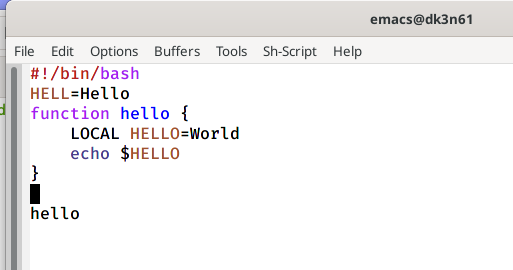 emacs@dk3n61
File Edit Options Buffers Tools Sh-Script Help
#!/bin/bash
HELL=Hello
function hello {
    LOCAL HELLO=World
    echo $HELLO
}
hello